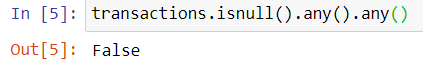 In [5]: transactions.isnull().any().any()
Out[5]: False